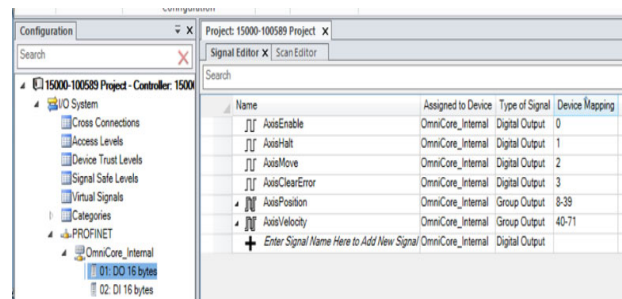 Configuration
Search
15000-100589 Project - Controller: 1500
I/O System
Cross Connections
Access Levels
Device Trust Levels
Signal Safe Levels
Virtual Signals
Categories
PROFINET
OmniCore_Internal
01: DO 16 bytes
02: DI 16 bytes
Project: 15000-100589 Project X
Signal Editor X Scan Editor
Search
Name Assigned to Device Type of Signal Device Mapping
AxisEnable OmniCore_Internal Digital Output 0
AxisHalt OmniCore_Internal Digital Output 1
AxisMove OmniCore_Internal Digital Output 2
AxisClearError OmniCore_Internal Digital Output 3
AxisPosition OmniCore_Internal Group Output 8-39
AxisVelocity OmniCore_Internal Group Output 40-71
Enter Signal Name Here to Add New Signal OmniCore_Internal Digital Output